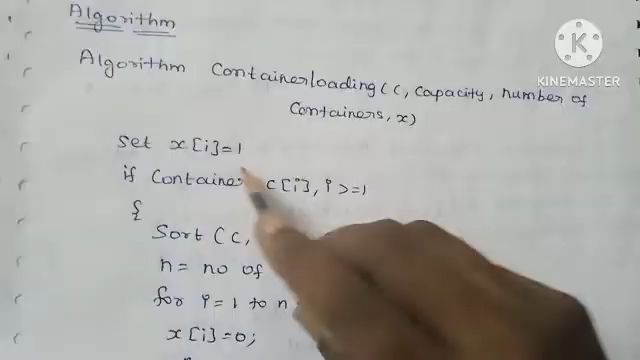 Algorithm
K
KINEMASTER
Algorithm Containerloading (C, Capacity, number of
Containers, x)
Set x[i]=1
if Container c[i], i>=1
{
Sort (C,
n = no of
for i=1 to n
x[i]=0;